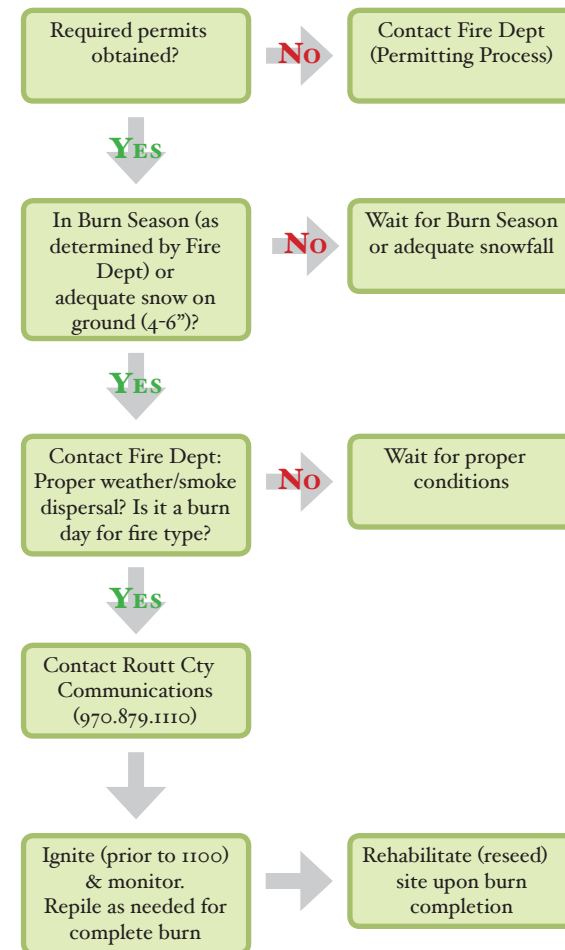 Required permits
obtained?
No
Contact Fire Dept
(Permitting Process)
Yes
In Burn Season (as
determined by Fire
Dept) or
adequate snow on
ground (4-6”)?
No
Wait for Burn Season
or adequate snowfall
Yes
Contact Fire Dept:
Proper weather/smoke
dispersal? Is it a burn
day for fire type?
No
Wait for proper
conditions
Yes
Contact Routt Cty
Communications
(970.879.1110)
Ignite (prior to 1100)
& monitor.
Repile as needed for
complete burn
Rehabilitate (reseed)
site upon burn
completion